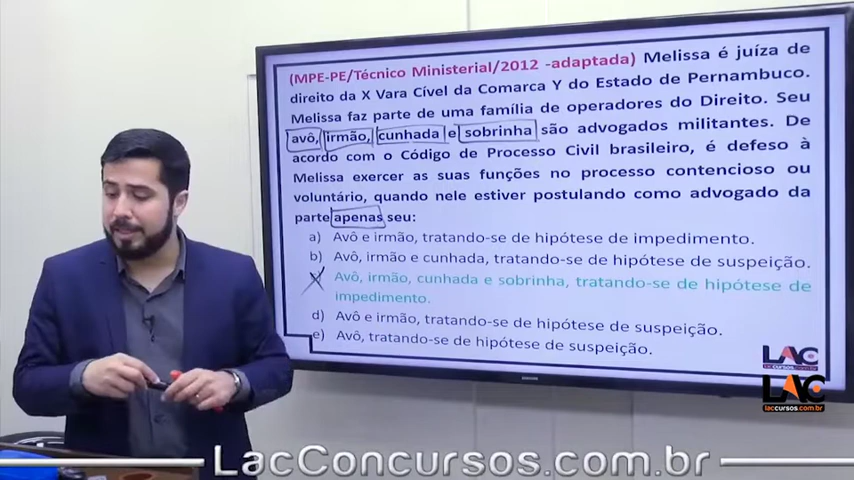 (MPE-PE/Técnico Ministerial/2012 -adaptada) Melissa é juíza de
direito da X Vara Cível da Comarca Y do Estado de Pernambuco.
Melissa faz parte de uma família de operadores do Direito. Seu
avô, irmão, cunhada e sobrinha são advogados militantes. De
acordo com o Código de Processo Civil brasileiro, é defeso à
Melissa exercer as suas funções no processo contencioso ou
voluntário, quando nele estiver postulando como advogado da
parte apenas seu:
a) Avô e irmão, tratando-se de hipótese de impedimento.
b) Avô, irmão e cunhada, tratando-se de hipótese de suspeição.
Avô, irmão, cunhada e sobrinha, tratando-se de hipótese de
impedimento.
d) Avô e irmão, tratando-se de hipótese de suspeição.
e) Avô, tratando-se de hipótese de suspeição.
LAC
LAC
laccursos.com.br
LacConcursos.com.br